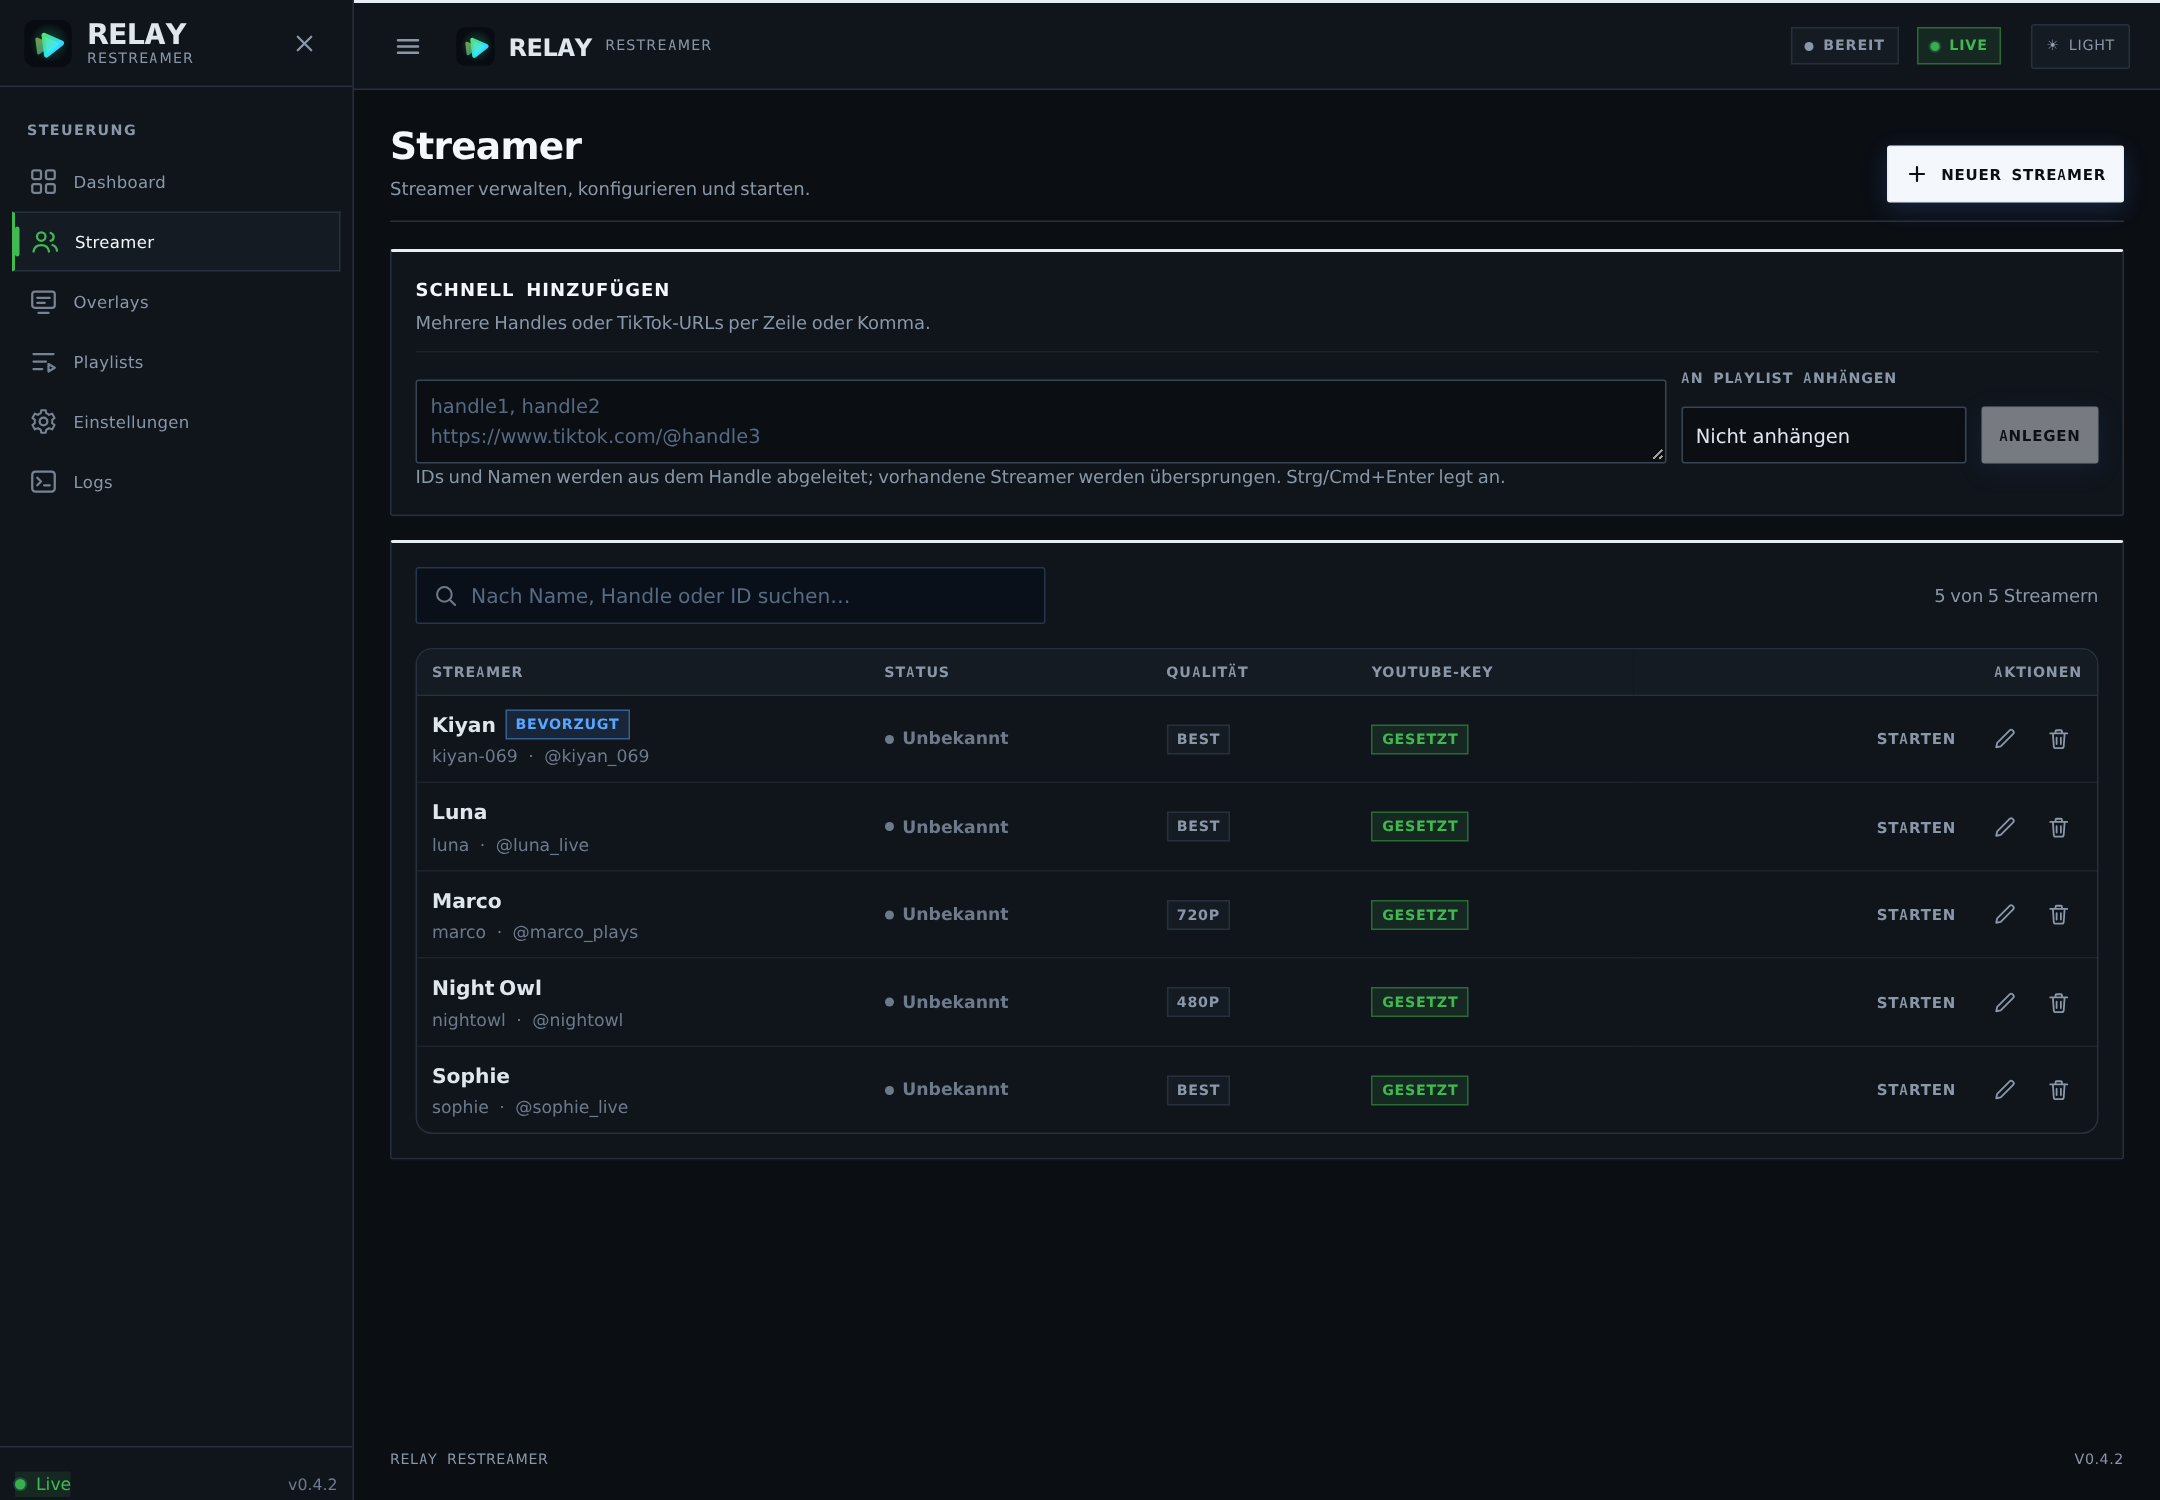 RELAY
RESTREAMER
STEUERUNG
Dashboard
Streamer
Overlays
Playlists
Einstellungen
Logs
Live
v0.4.2
RELAY RESTREAMER
BEREIT
LIVE
☀ LIGHT
Streamer
Streamer verwalten, konfigurieren und starten.
+ NEUER STREAMER
SCHNELL HINZUFÜGEN
Mehrere Handles oder TikTok-URLs per Zeile oder Komma.
handle1, handle2
https://www.tiktok.com/@handle3
IDs und Namen werden aus dem Handle abgeleitet; vorhandene Streamer werden übersprungen. Strg/Cmd+Enter legt an.
AN PLAYLIST ANHÄNGEN
Nicht anhängen
ANLEGEN
Nach Name, Handle oder ID suchen…
5 von 5 Streamern
STREAMER STATUS QUALITÄT YOUTUBE-KEY AKTIONEN
Kiyan BEVORZUGT
kiyan-069 · @kiyan_069
Unbekannt BEST GESETZT STARTEN
Luna
luna · @luna_live
Unbekannt BEST GESETZT STARTEN
Marco
marco · @marco_plays
Unbekannt 720P GESETZT STARTEN
Night Owl
nightowl · @nightowl
Unbekannt 480P GESETZT STARTEN
Sophie
sophie · @sophie_live
Unbekannt BEST GESETZT STARTEN
RELAY RESTREAMER
V0.4.2